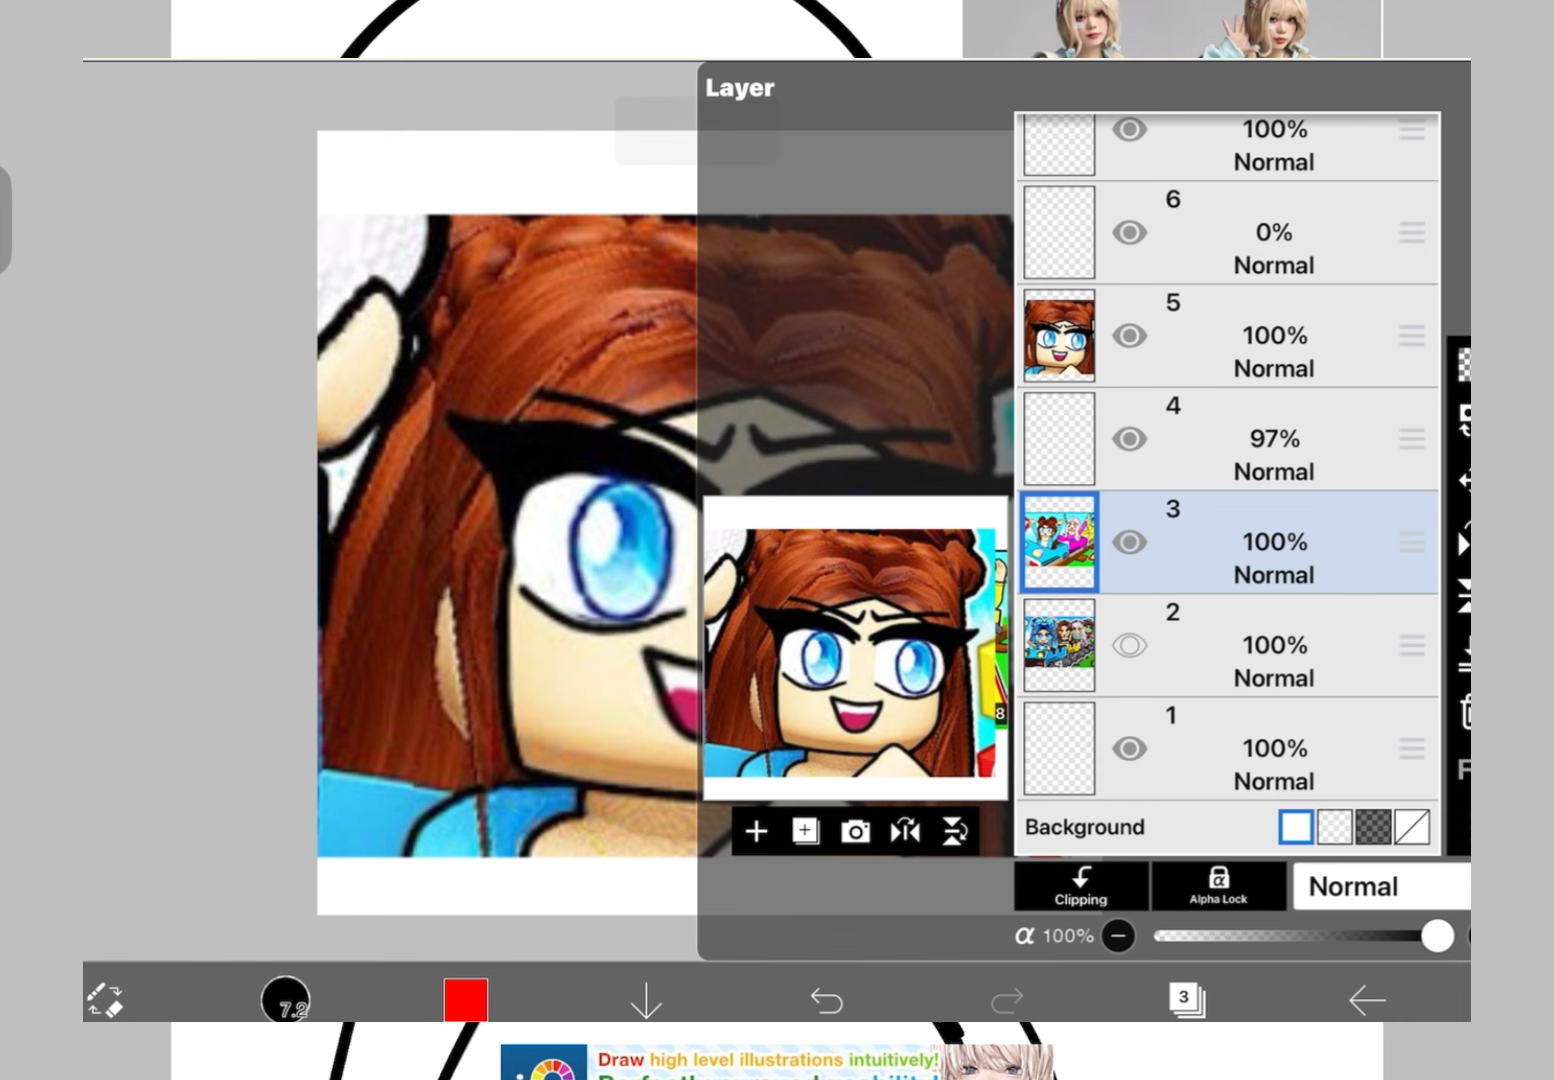 Layer
100%
Normal
6
0%
Normal
5
100%
Normal
4
97%
Normal
3
100%
Normal
2
100%
Normal
1
100%
Normal
8
Background
Clipping
Alpha Lock
Normal
α 100%
7.2
3
Draw high level illustrations intuitively!